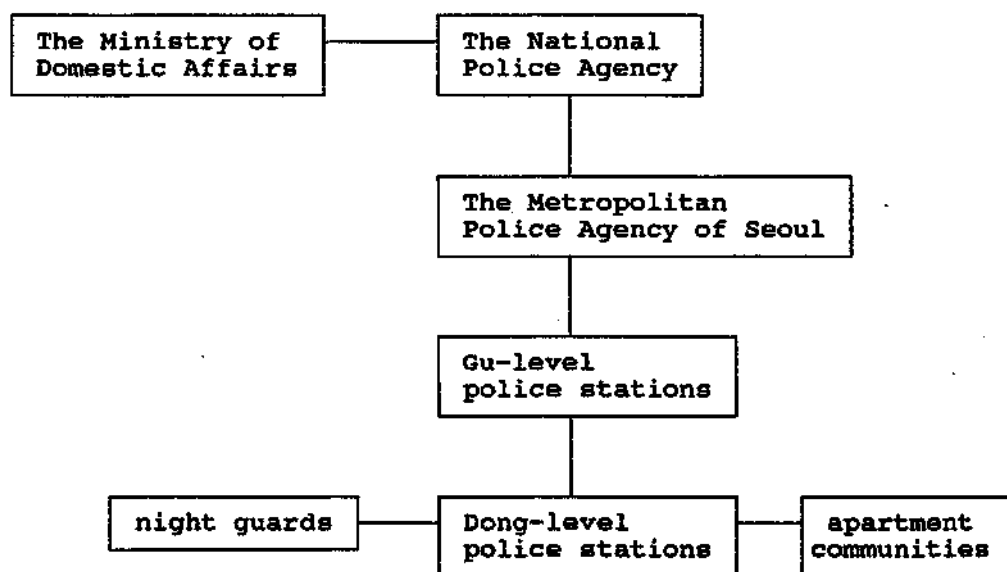 The Ministry of
Domestic Affairs
The National
Police Agency
The Metropolitan
Police Agency of Seoul
Gu-level
police stations
night guards
Dong-level
police stations
apartment
communities